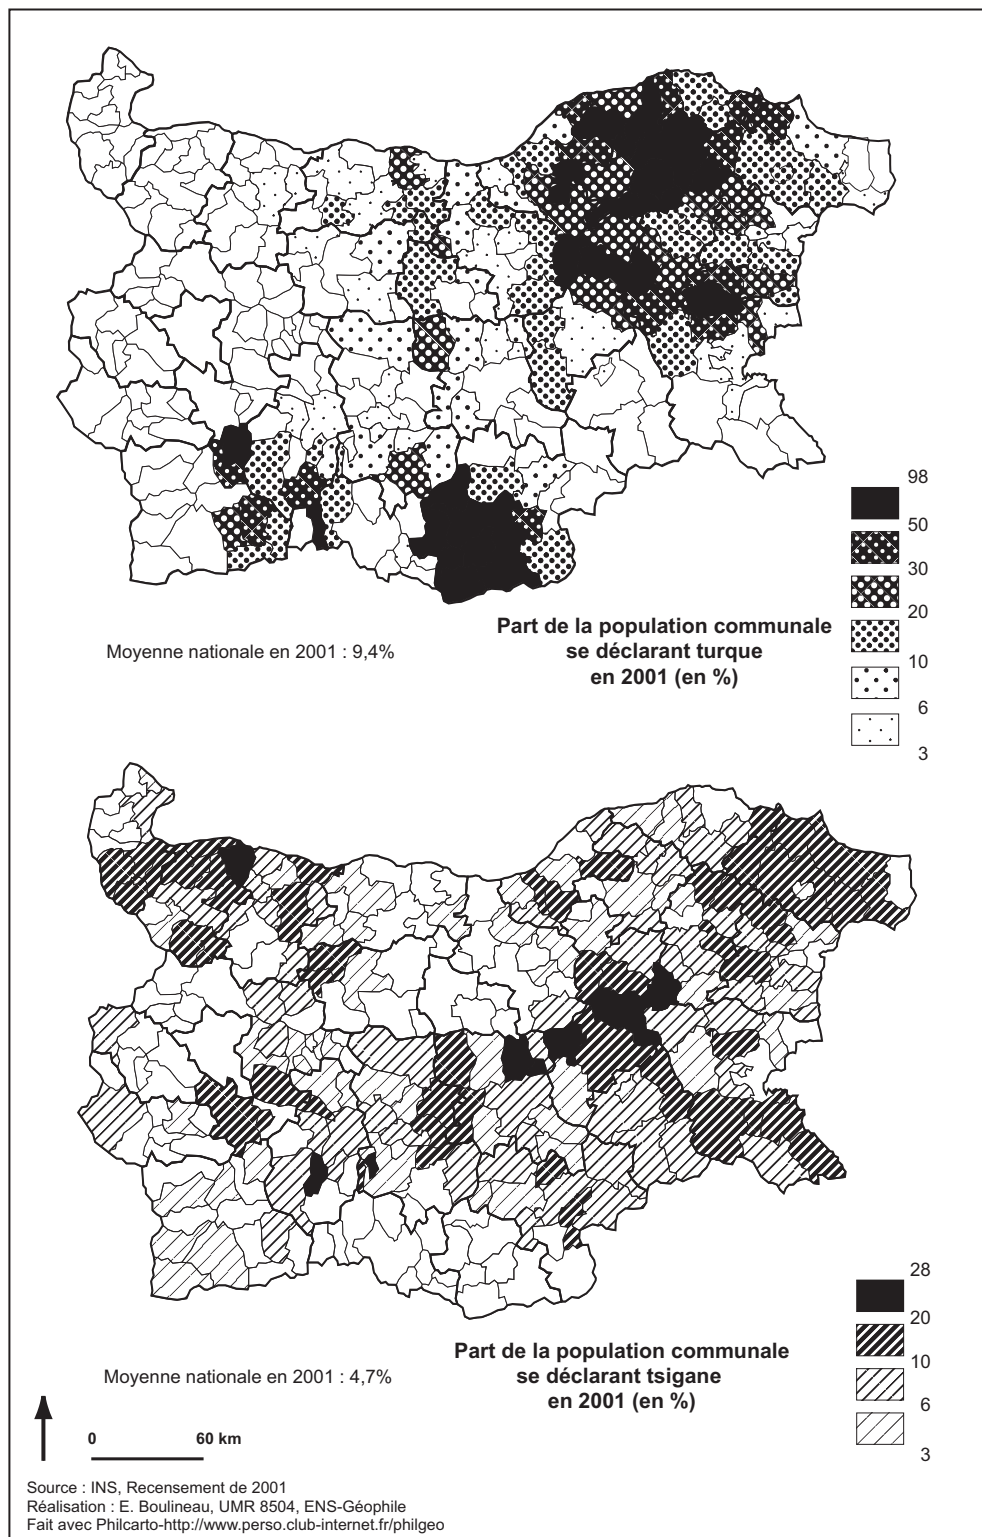 98
50
30
20
10
6
3
Part de la population communale
se déclarant turque
en 2001 (en %)
Moyenne nationale en 2001 : 9,4%
28
20
10
6
3
Part de la population communale
se déclarant tsigane
en 2001 (en %)
Moyenne nationale en 2001 : 4,7%
0 60 km
Source : INS, Recensement de 2001
Réalisation : E. Boulineau, UMR 8504, ENS-Géophile
Fait avec Philcarto-http://www.perso.club-internet.fr/philgeo